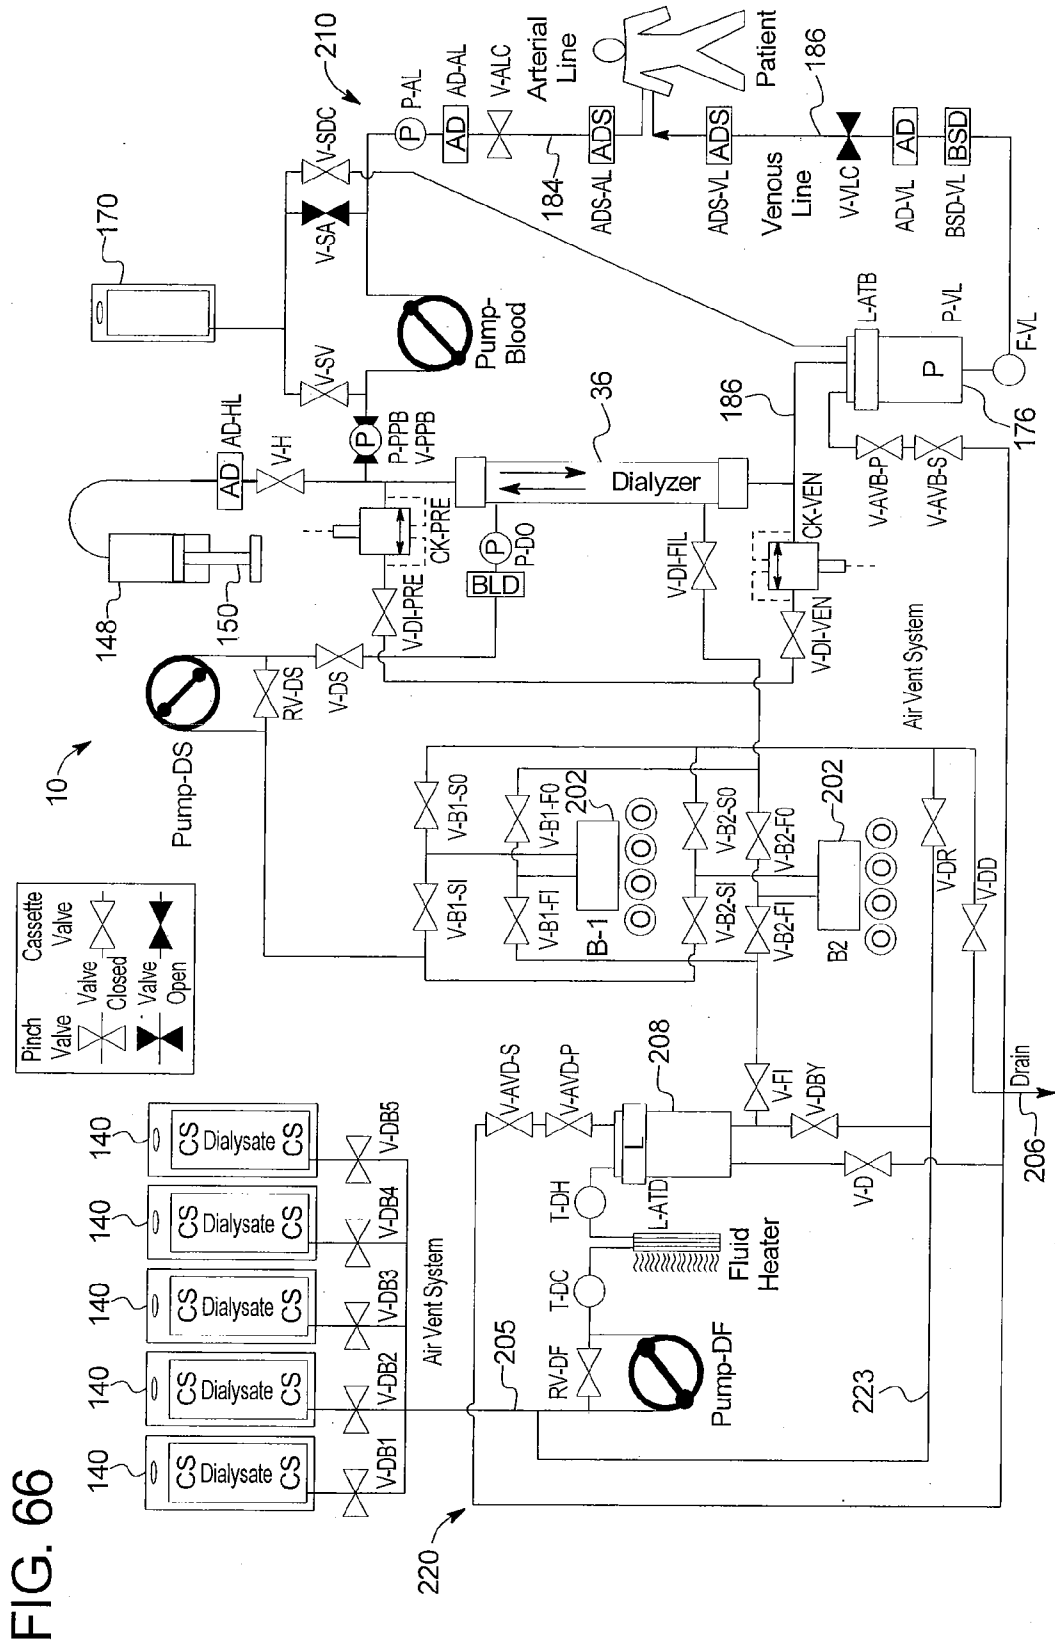 FIG. 66
10
210
220
Pinch Valve
Cassette Valve
Valve Closed
Valve Open
140
CS Dialysate CS
V-DB1
140
CS Dialysate CS
V-DB2
140
CS Dialysate CS
V-DB3
140
CS Dialysate CS
V-DB4
140
CS Dialysate CS
V-DB5
Air Vent System
205
RV-DF
Pump-DF
T-DC
Fluid Heater
T-DH
L-ATD
L
208
V-AVD-S
V-AVD-P
V-FI
V-DBY
V-D
223
206
Drain
Pump-DS
RV-DS
V-DS
V-B1-SI
V-B1-S0
V-B1-FI
V-B1-F0
B-1
202
V-B2-SI
V-B2-S0
V-B2-FI
V-B2-F0
B2
202
V-DR
V-DD
Air Vent System
148
150
AD
AD-HL
V-H
170
V-SV
V-SA
V-SDC
P
P-PPB
V-PPB
Pump-Blood
CK-PRE
V-DI-PRE
BLD
P
P-DO
Dialyzer
36
V-DI-FIL
V-DI-VEN
CK-VEN
186
V-AVB-P
V-AVB-S
L-ATB
P
P-VL
176
F-VL
P
P-AL
AD
AD-AL
V-ALC
Arterial Line
184
ADS
ADS-AL
Patient
ADS
ADS-VL
Venous Line
186
V-VLC
AD
AD-VL
BSD
BSD-VL